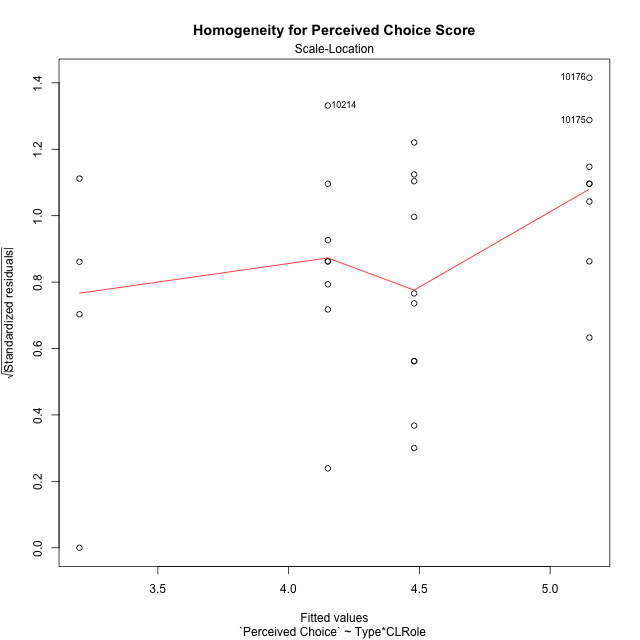 Homogeneity for Perceived Choice Score
Scale-Location
10176
10214
10175
1.4
1.2
1.0
0.8
0.6
0.4
0.2
0.0
√|Standardized residuals|
3.5 4.0 4.5 5.0
Fitted values
`Perceived Choice` ~ Type*CLRole